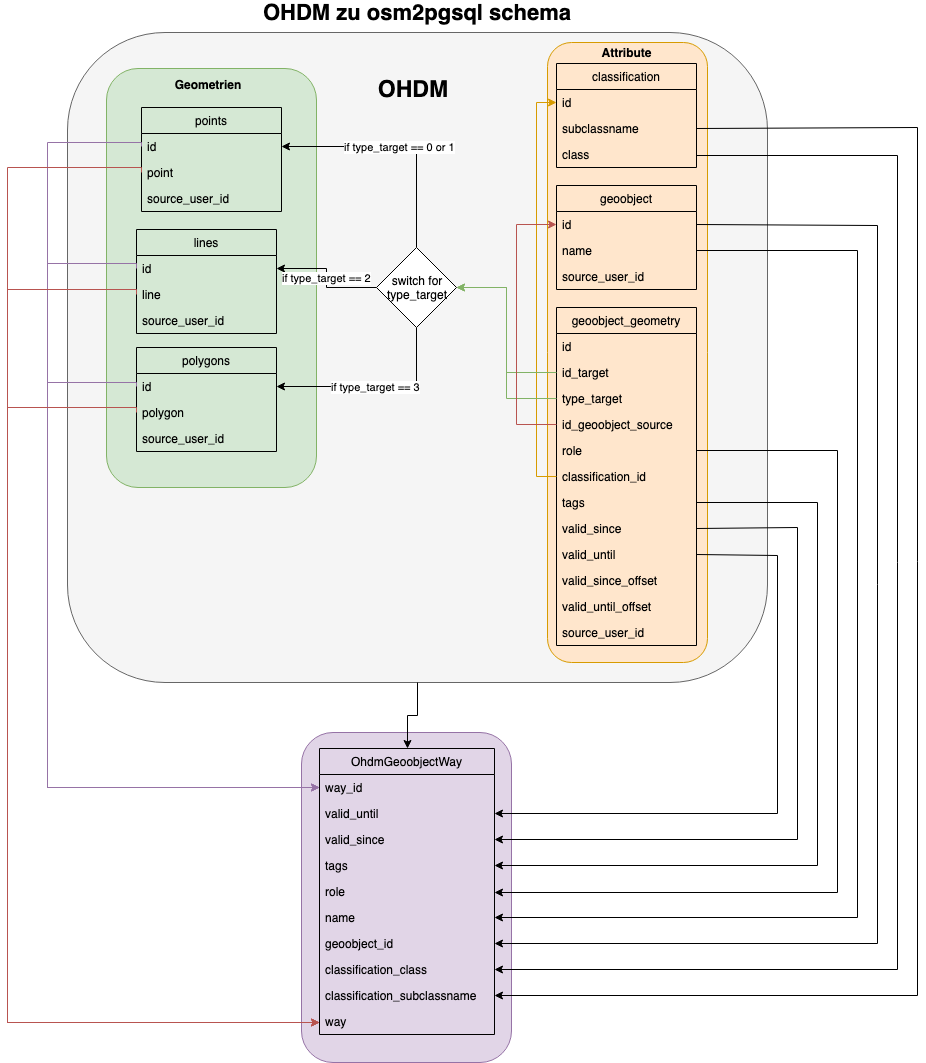 OHDM zu osm2pgsql schema
OHDM
Geometrien
points
id
point
source_user_id
lines
id
line
source_user_id
polygons
id
polygon
source_user_id
if type_target == 0 or 1
if type_target == 2
if type_target == 3
switch for
type_target
Attribute
classification
id
subclassname
class
geoobject
id
name
source_user_id
geoobject_geometry
id
id_target
type_target
id_geoobject_source
role
classification_id
tags
valid_since
valid_until
valid_since_offset
valid_until_offset
source_user_id
OhdmGeoobjectWay
way_id
valid_until
valid_since
tags
role
name
geoobject_id
classification_class
classification_subclassname
way